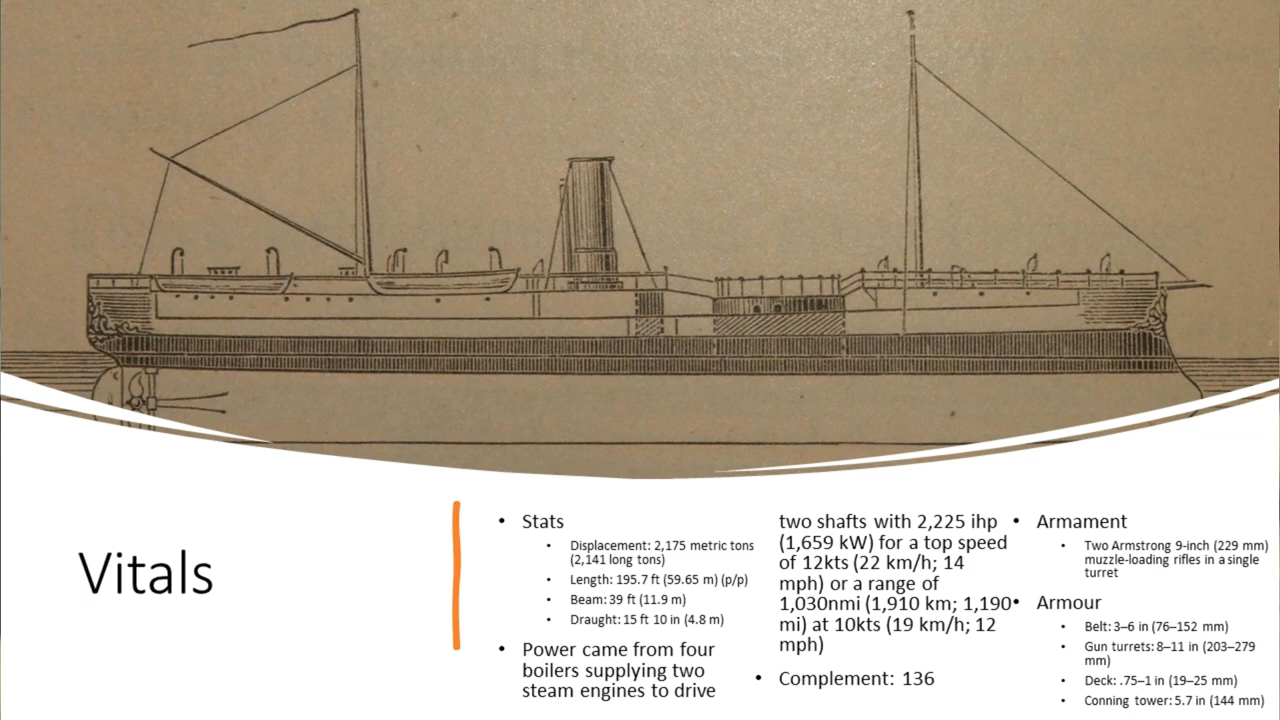 Vitals
• Stats
• Displacement: 2,175 metric tons
(2,141 long tons)
• Length: 195.7 ft (59.65 m) (p/p)
• Beam: 39 ft (11.9 m)
• Draught: 15 ft 10 in (4.8 m)
• Power came from four
boilers supplying two
steam engines to drive
two shafts with 2,225 ihp
(1,659 kW) for a top speed
of 12kts (22 km/h; 14
mph) or a range of
1,030nmi (1,910 km; 1,190
mi) at 10kts (19 km/h; 12
mph)
• Complement: 136
• Armament
• Two Armstrong 9-inch (229 mm)
muzzle-loading rifles in a single
turret
• Armour
• Belt: 3–6 in (76–152 mm)
• Gun turrets: 8–11 in (203–279
mm)
• Deck: .75–1 in (19–25 mm)
• Conning tower: 5.7 in (144 mm)